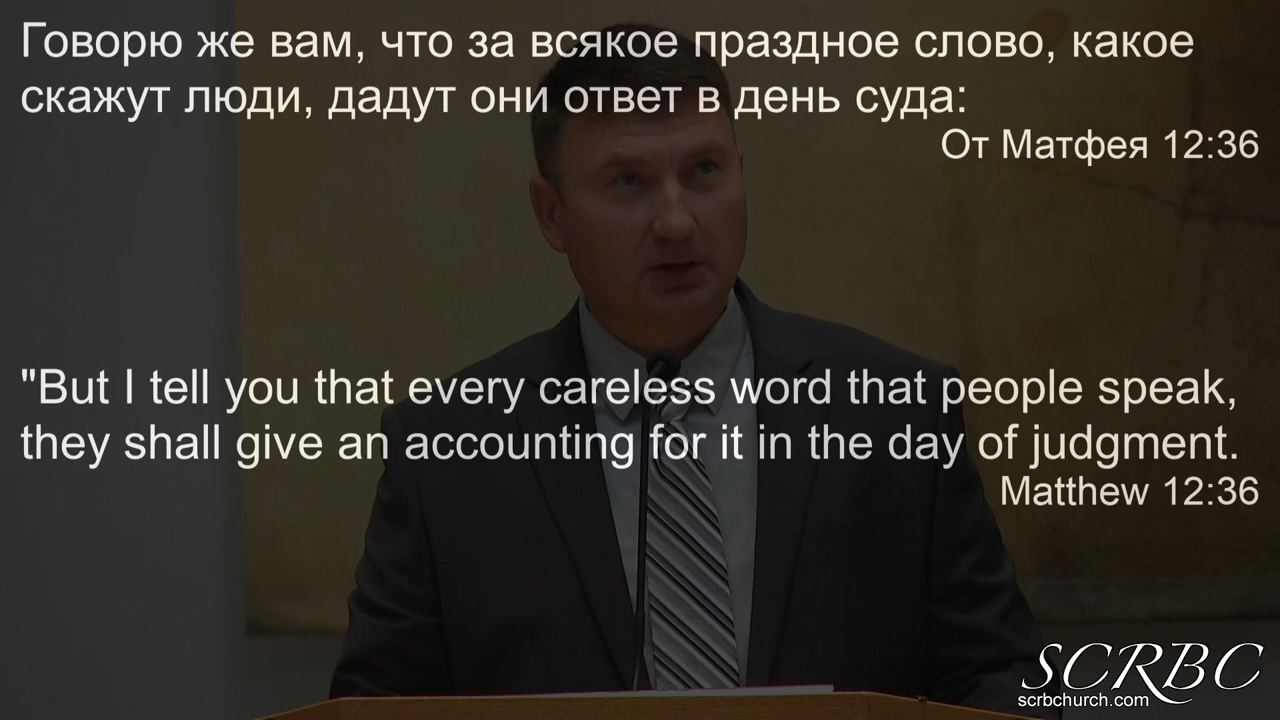 Говорю же вам, что за всякое праздное слово, какое
скажут люди, дадут они ответ в день суда:
От Матфея 12:36
"But I tell you that every careless word that people speak,
they shall give an accounting for it in the day of judgment.
Matthew 12:36
SCRBC
scrbchurch.com